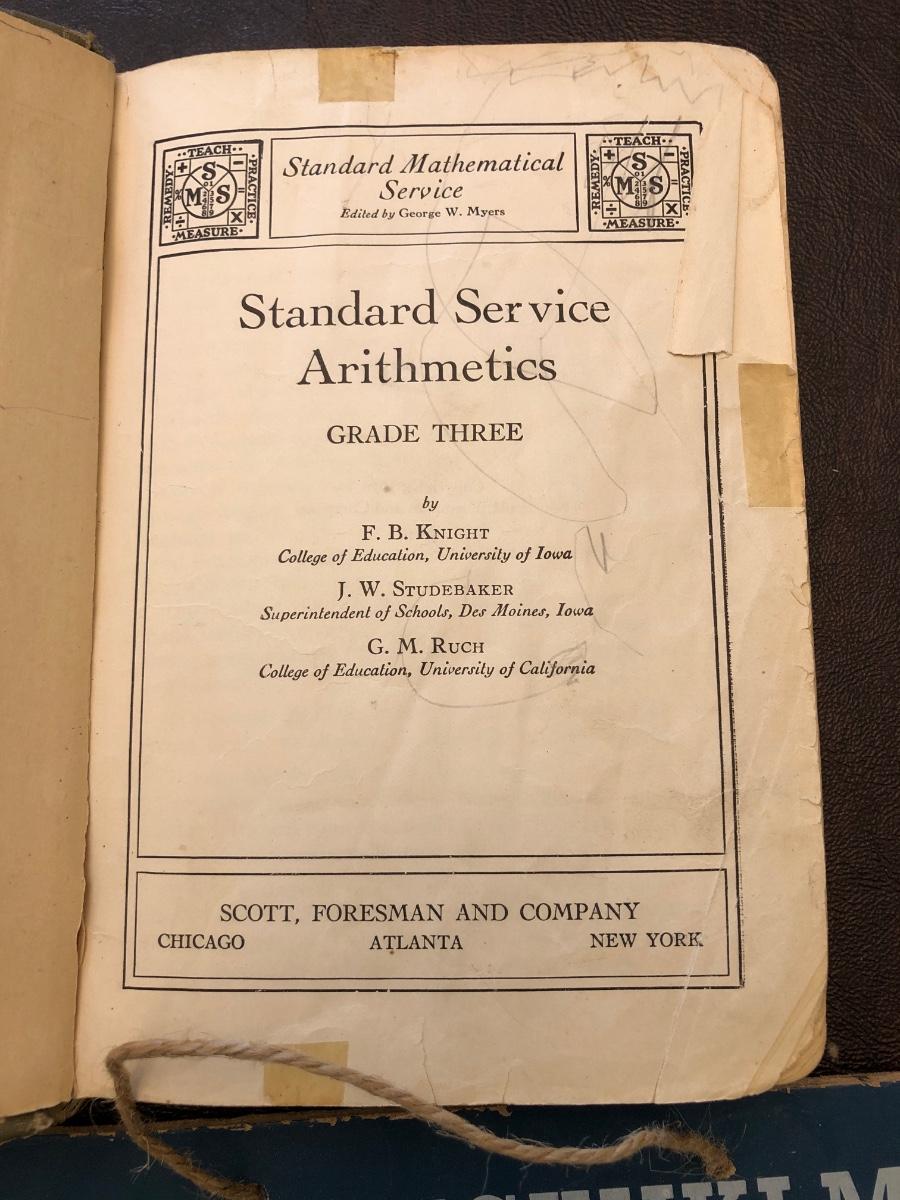 ·TEACH·
REMEDY·
·PRACTICE·
·MEASURE·
S
M S
Standard Mathematical
Service
Edited by George W. Myers
·TEACH·
REMEDY·
·PRACTICE·
·MEASURE·
S
M S
Standard Service
Arithmetics
GRADE THREE
by
F. B. KNIGHT
College of Education, University of Iowa
J. W. STUDEBAKER
Superintendent of Schools, Des Moines, Iowa
G. M. RUCH
College of Education, University of California
SCOTT, FORESMAN AND COMPANY
CHICAGO ATLANTA NEW YORK